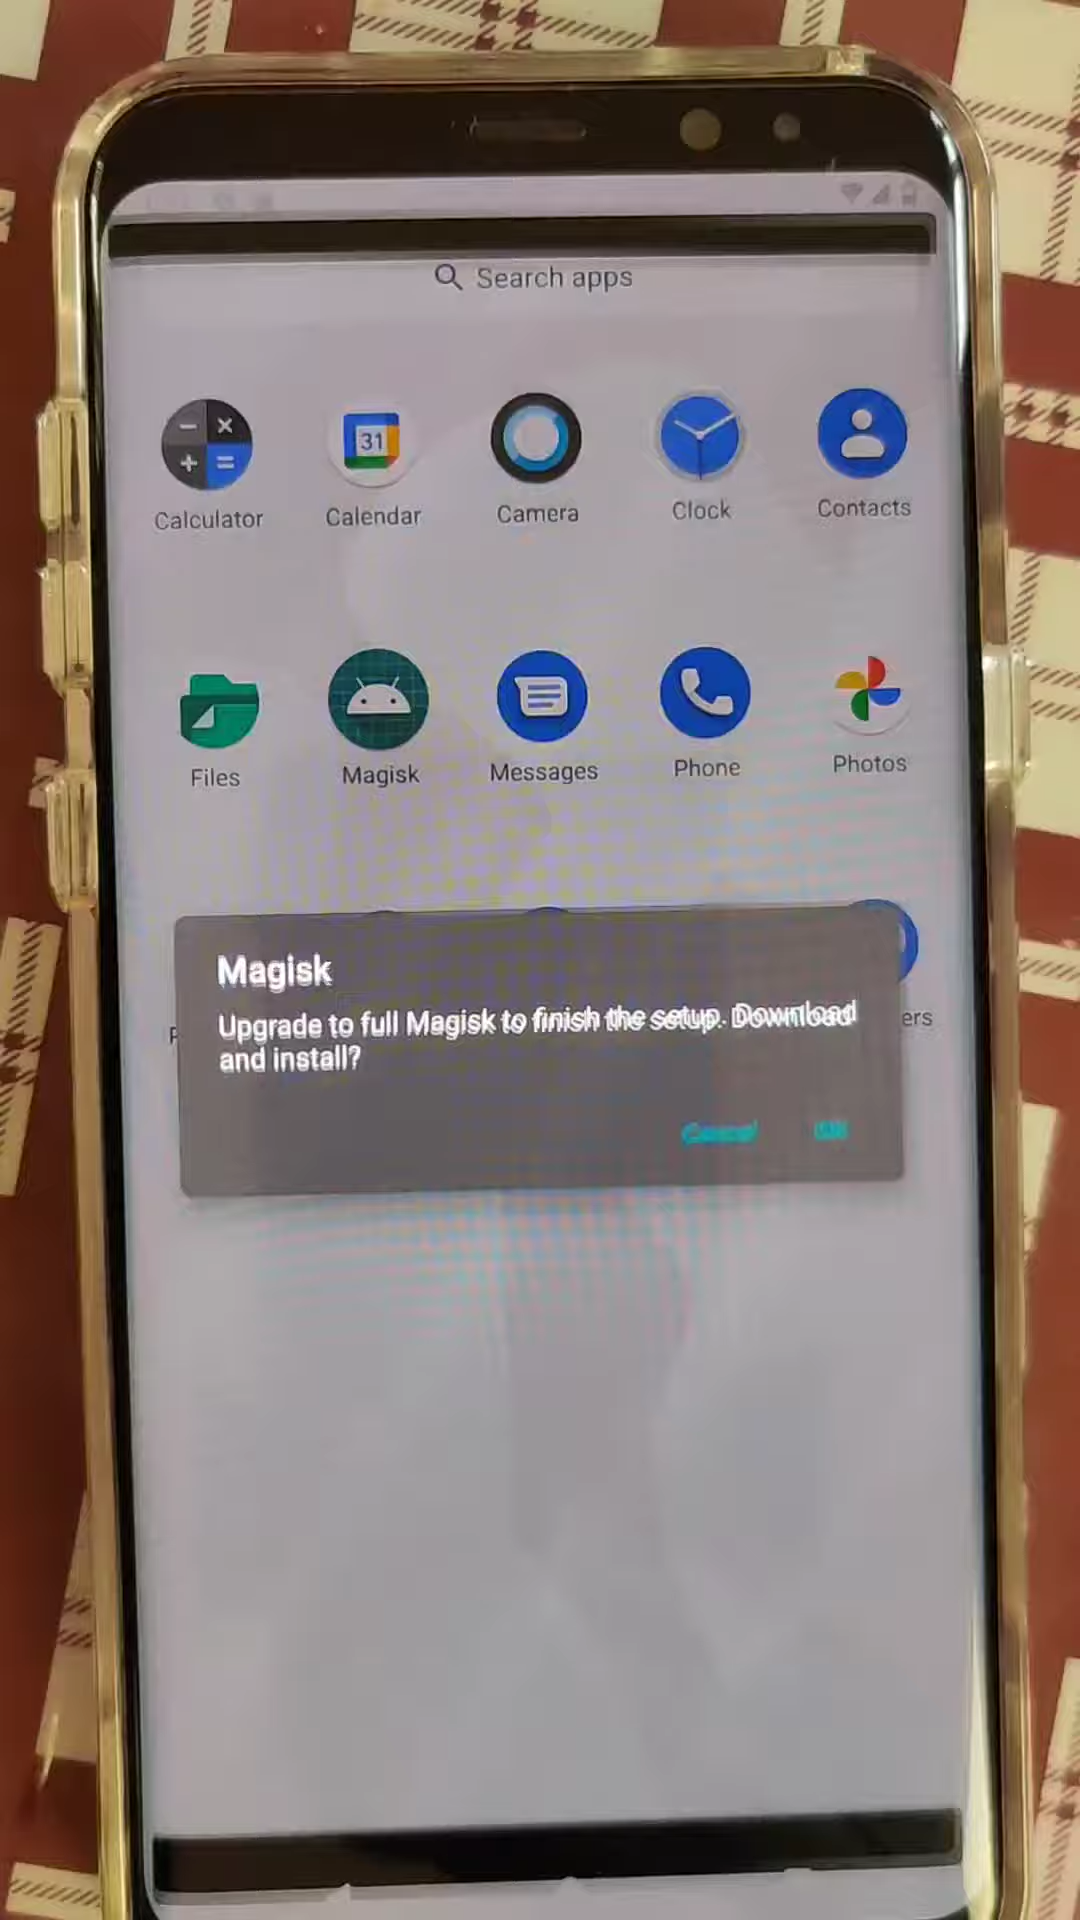 Search apps
31
Calculator
Calendar
Camera
Clock
Contacts
Files
Magisk
Messages
Phone
Photos
Magisk
Upgrade to full Magisk to finish the setup. Download
and install?
ers
Cancel